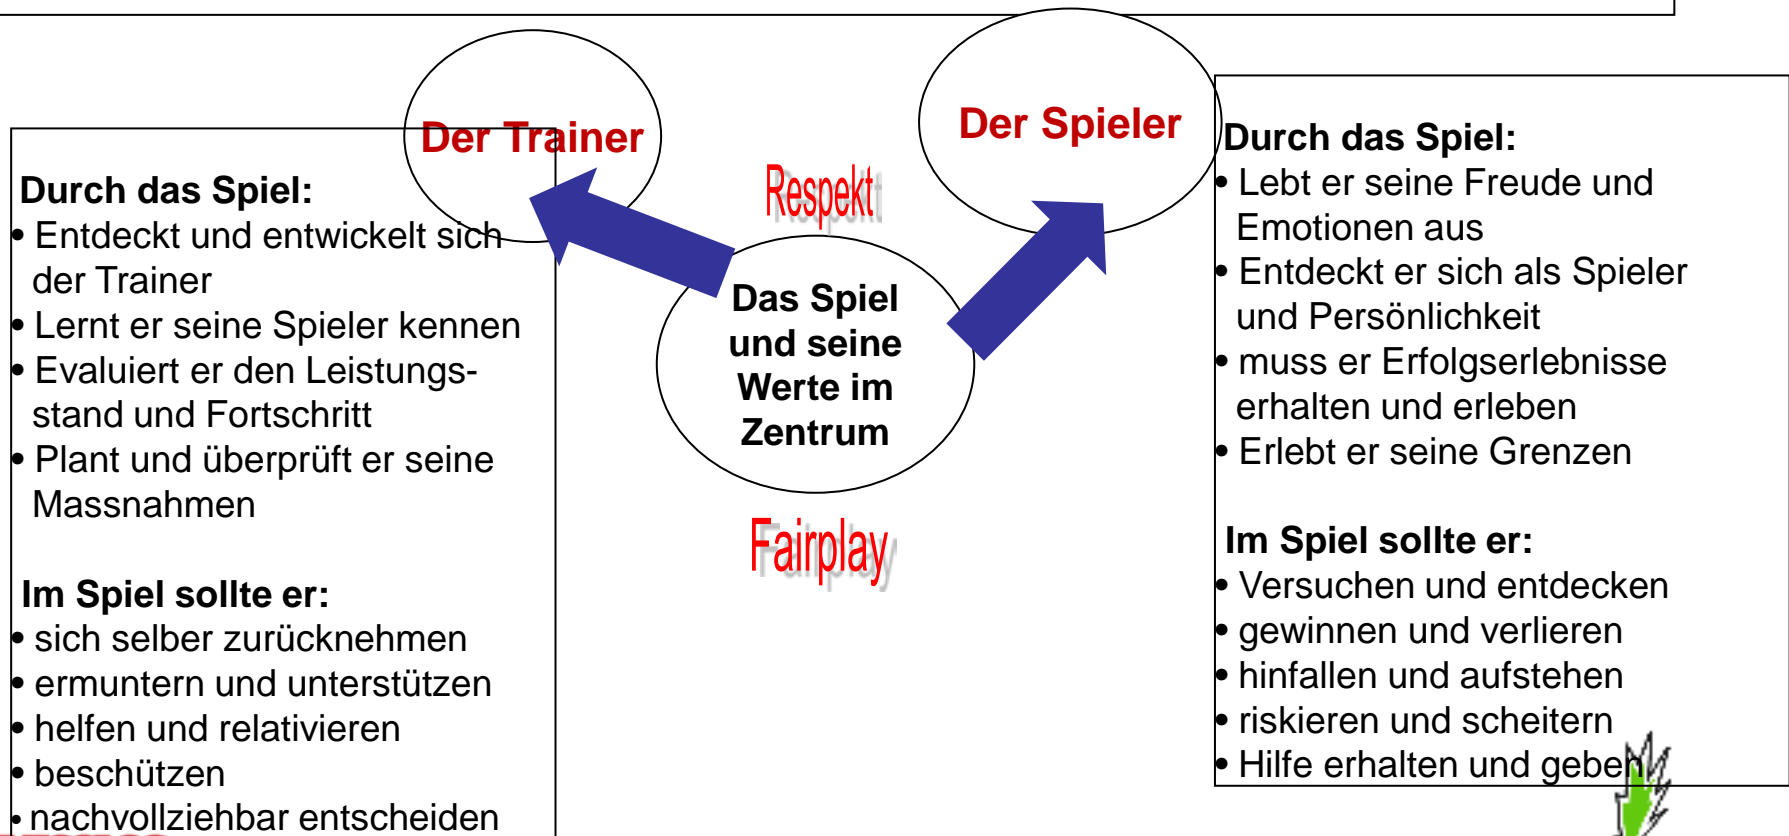 Der Trainer
Durch das Spiel:
• Entdeckt und entwickelt sich
der Trainer
• Lernt er seine Spieler kennen
• Evaluiert er den Leistungs-
stand und Fortschritt
• Plant und überprüft er seine
Massnahmen
Im Spiel sollte er:
• sich selber zurücknehmen
• ermuntern und unterstützen
• helfen und relativieren
• beschützen
• nachvollziehbar entscheiden
Respekt
Das Spiel
und seine
Werte im
Zentrum
Fairplay
Der Spieler
Durch das Spiel:
• Lebt er seine Freude und
Emotionen aus
• Entdeckt er sich als Spieler
und Persönlichkeit
• muss er Erfolgserlebnisse
erhalten und erleben
• Erlebt er seine Grenzen
Im Spiel sollte er:
• Versuchen und entdecken
• gewinnen und verlieren
• hinfallen und aufstehen
• riskieren und scheitern
• Hilfe erhalten und geben